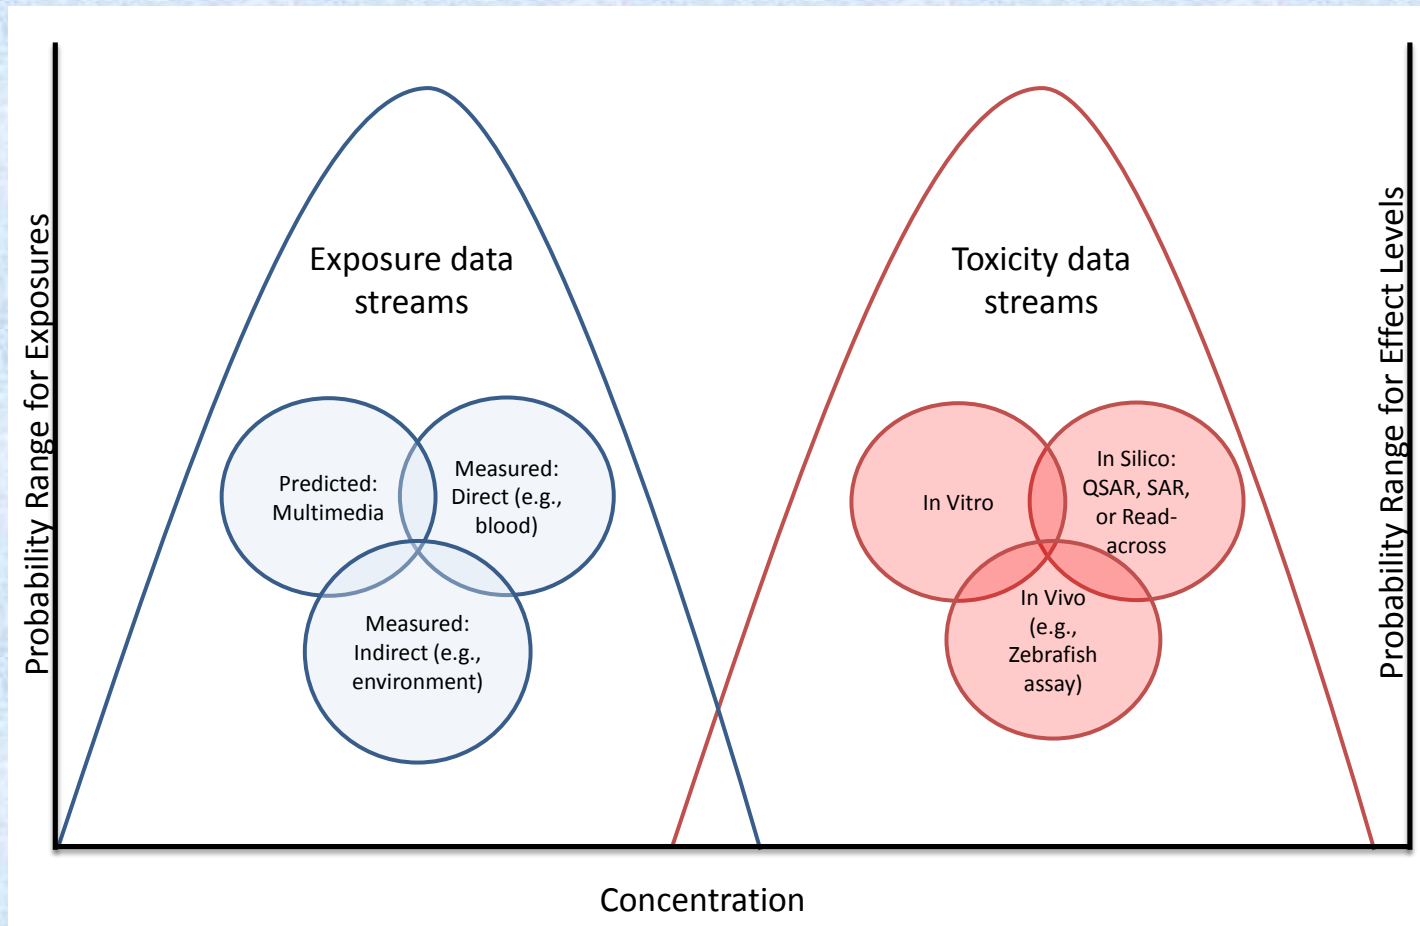 Probability Range for Exposures
Exposure data
streams
Predicted:
Multimedia
Measured:
Direct (e.g.,
blood)
Measured:
Indirect (e.g.,
environment)
Toxicity data
streams
In Vitro
In Silico:
QSAR, SAR,
or Read-
across
In Vivo
(e.g.,
Zebrafish
assay)
Probability Range for Effect Levels
Concentration